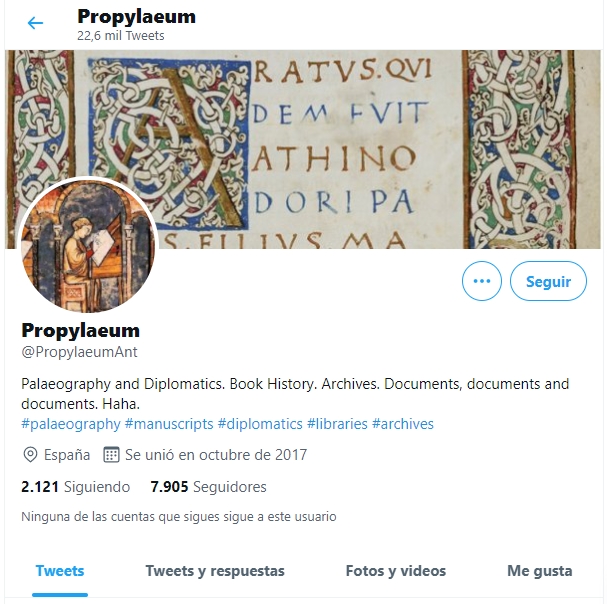 Propylaeum
22,6 mil Tweets
ARATVS.QVI
DEM FVIT
ATHINO
DORI PA
S. FILIVS. MA
Seguir
Propylaeum
@PropylaeumAnt
Palaeography and Diplomatics. Book History. Archives. Documents, documents and
documents. Haha.
#palaeography #manuscripts #diplomatics #libraries #archives
España Se unió en octubre de 2017
2.121 Siguiendo 7.905 Seguidores
Ninguna de las cuentas que sigues sigue a este usuario
Tweets Tweets y respuestas Fotos y videos Me gusta